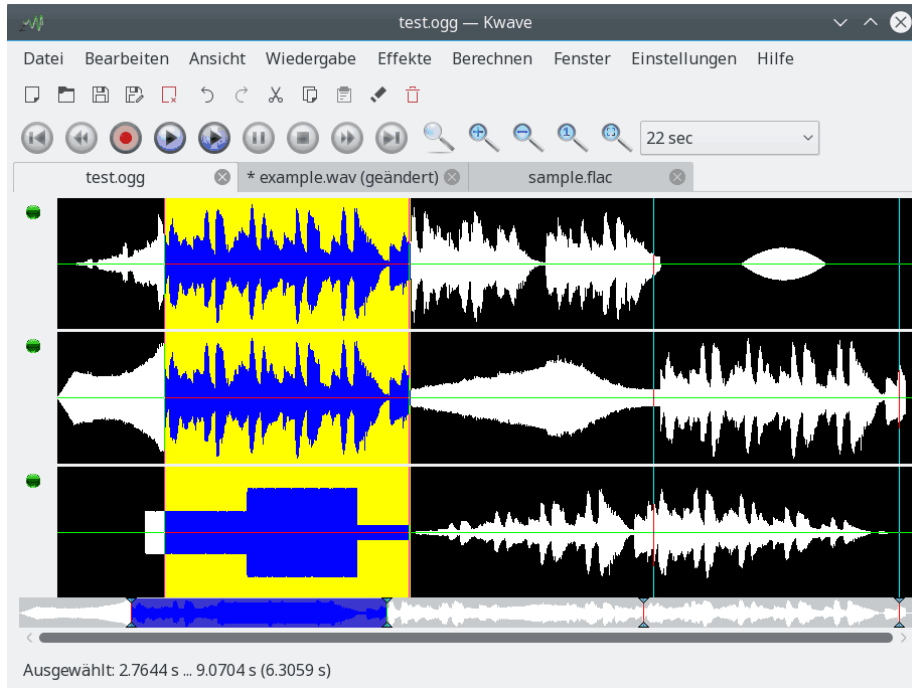 test.ogg — Kwave
Datei Bearbeiten Ansicht Wiedergabe Effekte Berechnen Fenster Einstellungen Hilfe
1
22 sec
test.ogg * example.wav (geändert) sample.flac
Ausgewählt: 2.7644 s ... 9.0704 s (6.3059 s)